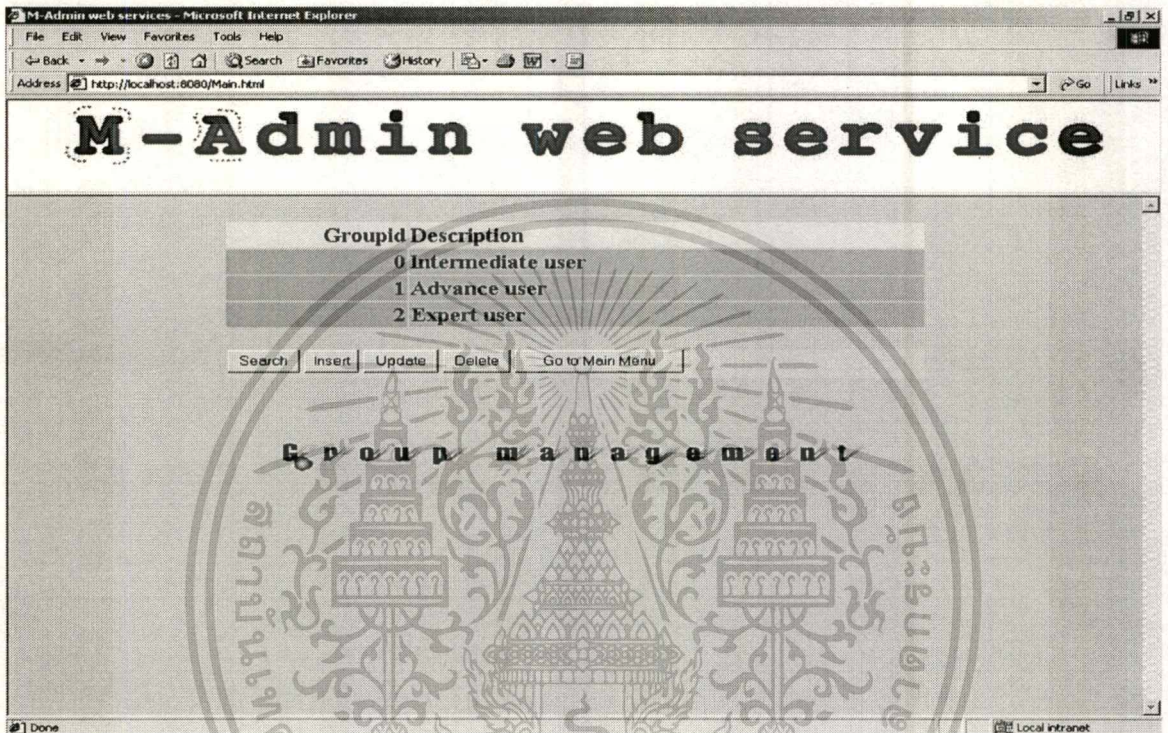 M-Admin web services - Microsoft Internet Explorer
File Edit View Favorites Tools Help
Back Search Favorites History
Address http://localhost:8080/Main.html Go Links »
M-Admin web service
Groupid Description
0 Intermediate user
1 Advance user
2 Expert user
Search Insert Update Delete Go to Main Menu
Group management
Done Local intranet